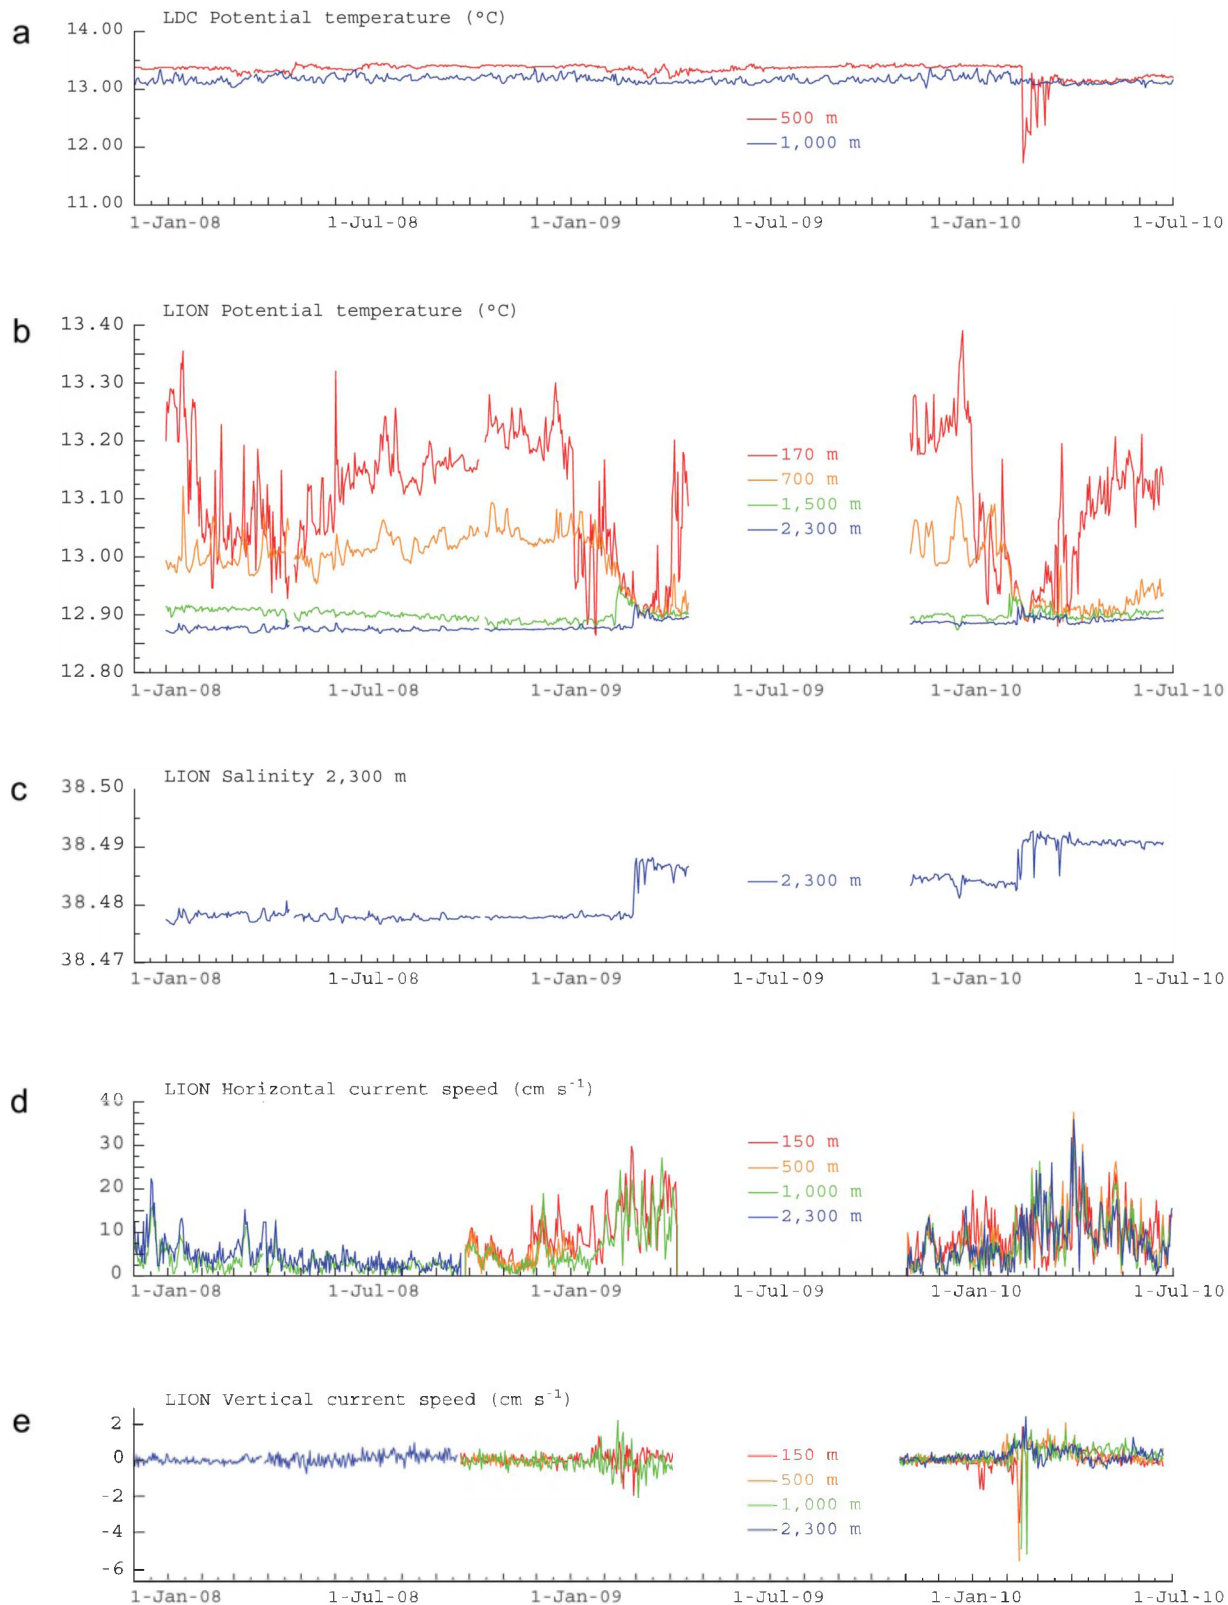 a
LDC Potential temperature (°C)
14.00
13.00
12.00
11.00
500 m
1,000 m
1-Jan-08 1-Jul-08 1-Jan-09 1-Jul-09 1-Jan-10 1-Jul-10
b
LION Potential temperature (°C)
13.40
13.30
13.20
13.10
13.00
12.90
12.80
170 m
700 m
1,500 m
2,300 m
1-Jan-08 1-Jul-08 1-Jan-09 1-Jul-09 1-Jan-10 1-Jul-10
c
LION Salinity 2,300 m
38.50
38.49
38.48
38.47
2,300 m
1-Jan-08 1-Jul-08 1-Jan-09 1-Jul-09 1-Jan-10 1-Jul-10
d
LION Horizontal current speed (cm s-1)
40
30
20
10
0
150 m
500 m
1,000 m
2,300 m
1-Jan-08 1-Jul-08 1-Jan-09 1-Jul-09 1-Jan-10 1-Jul-10
e
LION Vertical current speed (cm s-1)
2
0
-2
-4
-6
150 m
500 m
1,000 m
2,300 m
1-Jan-08 1-Jul-08 1-Jan-09 1-Jul-09 1-Jan-10 1-Jul-10